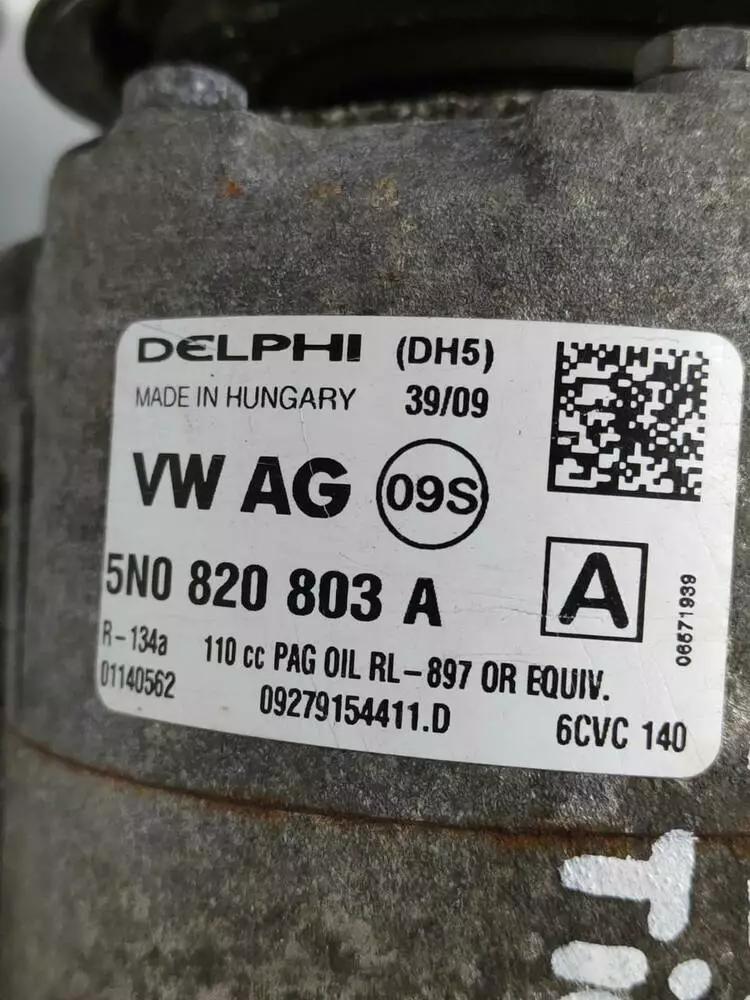 DELPHI (DH5)
MADE IN HUNGARY 39/09
VW AG 09S
5N0 820 803 A A
06571939
R-134a 110 cc PAG OIL RL-897 OR EQUIV.
01140562 09279154411.D 6CVC 140
Ti